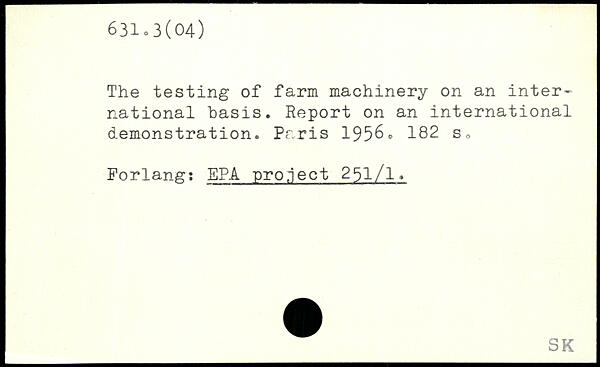 631.3(04)
The testing of farm machinery on an inter-
national basis. Report on an international
demonstration. Paris 1956. 182 s.
Forlang: EPA project 251/1.
SK